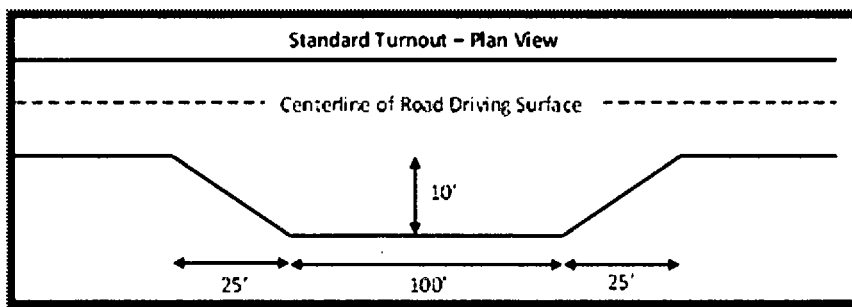 Standard Turnout – Plan View
Centerline of Road Driving Surface
10'
25'
100'
25'